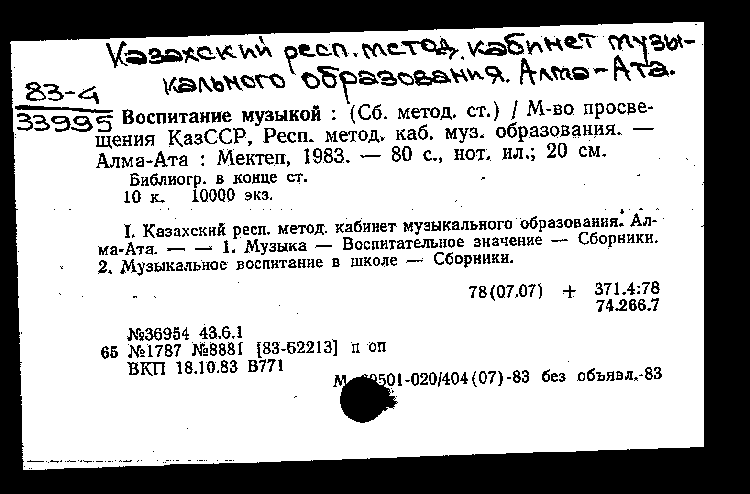 Казахский респ. метод. кабинет музы-
кального образования. Алма-Ата.
83-4
33995
Воспитание музыкой : (Сб. метод. ст.) / М-во просве-
щения КазССР, Респ. метод. каб. муз. образования. —
Алма-Ата : Мектеп, 1983. — 80 с., нот. ил.; 20 см.
Библиогр. в конце ст.
10 к. 10000 экз.
I. Казахский респ. метод. кабинет музыкального образования. Ал-
ма-Ата. — — 1. Музыка — Воспитательное значение — Сборники.
2. Музыкальное воспитание в школе — Сборники.
78(07.07) + 371.4:78
74.266.7
№36954 43.6.1
65 №1787 №8881 [83-62213] п оп
ВКП 18.10.83 В771
М 501-020/404(07)-83 без объявл.-83